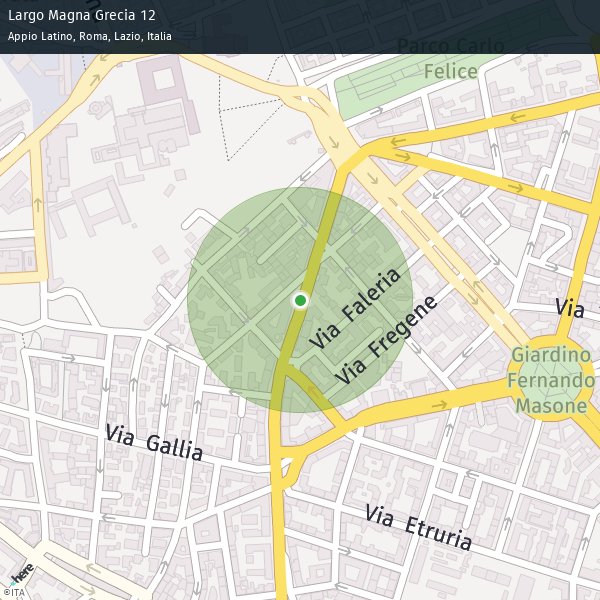 Largo Magna Grecia 12
Appio Latino, Roma, Lazio, Italia
Parco Carlo
Felice
Via Faleria
Via Fregene
Via
Giardino
Fernando
Masone
Via Gallia
Via Etruria
here
©ITA